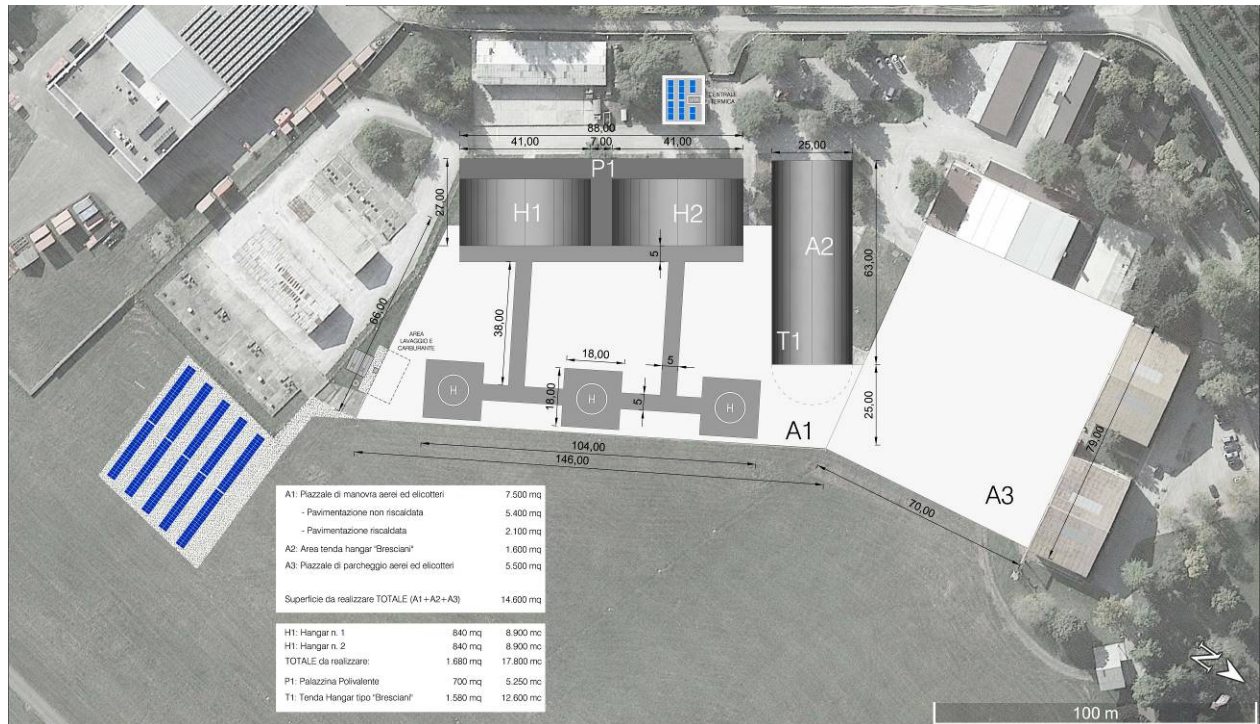 CENTRALE
TERMICA
88,00
41,00
7,00
41,00
25,00
P1
27,00
H1
H2
A2
5
63,00
66,00
38,00
AREA
LAVAGGIO E
CARBURANTE
T1
18,00
5
18,00
5
H
H
H
25,00
A1
79,00
104,00
146,00
70,00
A3
A1: Piazzale di manovra aerei ed elicotteri 7.500 mq
- Pavimentazione non riscaldata 5.400 mq
- Pavimentazione riscaldata 2.100 mq
A2: Area tenda hangar "Bresciani" 1.600 mq
A3: Piazzale di parcheggio aerei ed elicotteri 5.500 mq
Superficie da realizzare TOTALE (A1+A2+A3) 14.600 mq
H1: Hangar n. 1 840 mq 8.900 mc
H1: Hangar n. 2 840 mq 8.900 mc
TOTALE da realizzare: 1.680 mq 17.800 mc
P1: Palazzina Polivalente 700 mq 5.250 mc
T1: Tenda Hangar tipo "Bresciani" 1.580 mq 12.600 mc
N
100 m